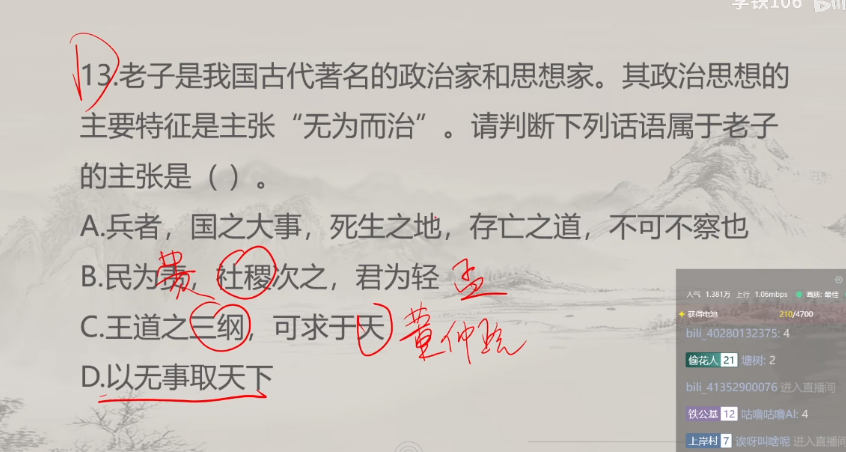 李铁106
13.老子是我国古代著名的政治家和思想家。其政治思想的
主要特征是主张“无为而治”。请判断下列话语属于老子
的主张是（ ）。
A.兵者，国之大事，死生之地，存亡之道，不可不察也
B.民为贵，社稷次之，君为轻 孟
C.王道之三纲，可求于天 董仲舒
D.以无事取天下
人气 1.381万 上行 1.06mbps 画质: 最佳
获得电池 210/4700
bili_40280132375: 4
偷花人 21 塘树: 2
bili_41352900076 进入直播间
铁公基 12 咕嘀咕嘀AI: 4
上岸村 7 诶呀叫啥呢 进入直播间